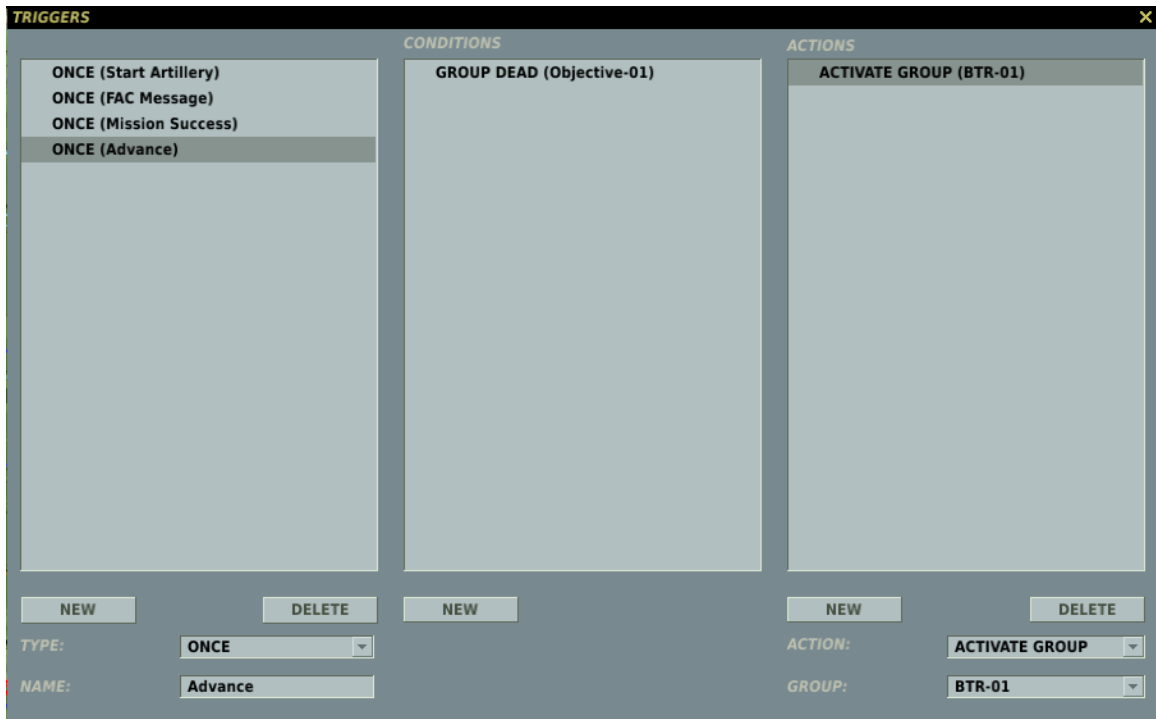 TRIGGERS
CONDITIONS
ACTIONS
ONCE (Start Artillery)
ONCE (FAC Message)
ONCE (Mission Success)
ONCE (Advance)
GROUP DEAD (Objective-01)
ACTIVATE GROUP (BTR-01)
NEW
DELETE
NEW
NEW
DELETE
TYPE:
ONCE
ACTION:
ACTIVATE GROUP
NAME:
Advance
GROUP:
BTR-01